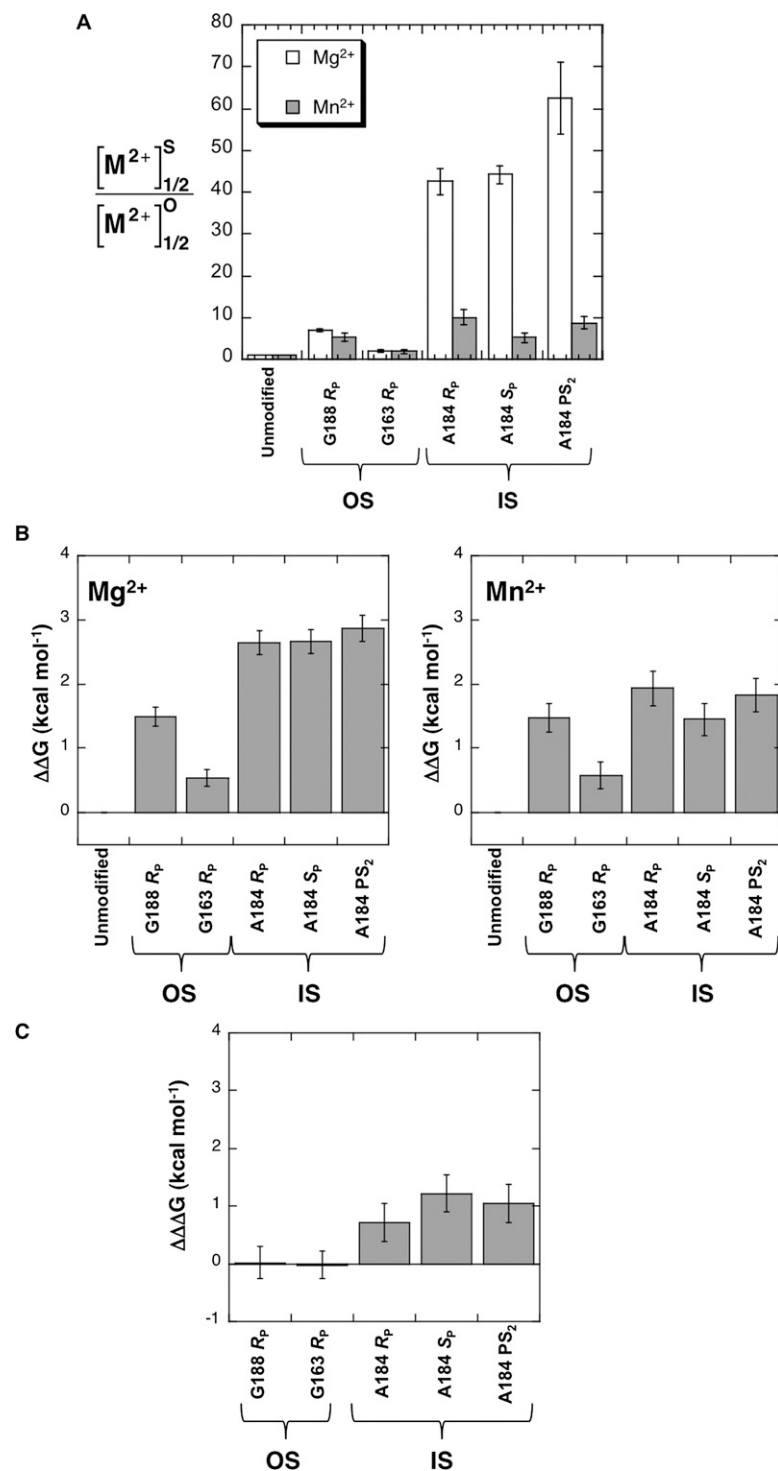 A
[M²⁺]S1/2
[M²⁺]O1/2
80
70
60
50
40
30
20
10
0
Mg²⁺
Mn²⁺
Unmodified
G188 RP
G163 RP
A184 RP
A184 SP
A184 PS₂
OS
IS
B
ΔΔG (kcal mol⁻¹)
4
3
2
1
0
Mg²⁺
Unmodified
G188 RP
G163 RP
A184 RP
A184 SP
A184 PS₂
OS
IS
ΔΔG (kcal mol⁻¹)
4
3
2
1
0
Mn²⁺
Unmodified
G188 RP
G163 RP
A184 RP
A184 SP
A184 PS₂
OS
IS
C
ΔΔΔG (kcal mol⁻¹)
4
3
2
1
0
-1
G188 RP
G163 RP
A184 RP
A184 SP
A184 PS₂
OS
IS